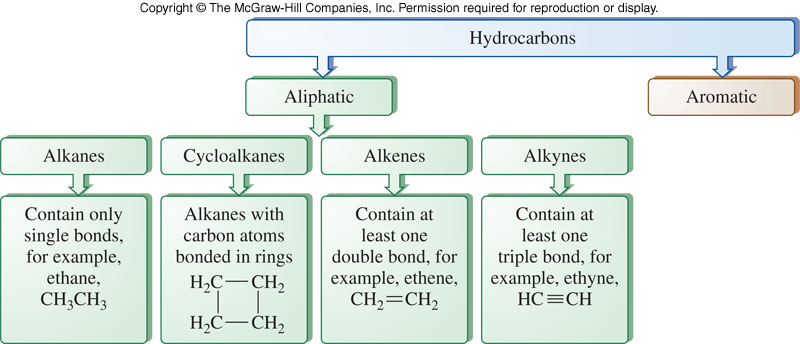 Copyright © The McGraw-Hill Companies, Inc. Permission required for reproduction or display.
Hydrocarbons
Aliphatic
Aromatic
Alkanes
Cycloalkanes
Alkenes
Alkynes
Contain only
single bonds,
for example,
ethane,
CH₃CH₃
Alkanes with
carbon atoms
bonded in rings
H₂C—CH₂
H₂C—CH₂
Contain at
least one
double bond, for
example, ethene,
CH₂=CH₂
Contain at
least one
triple bond, for
example, ethyne,
HC≡CH